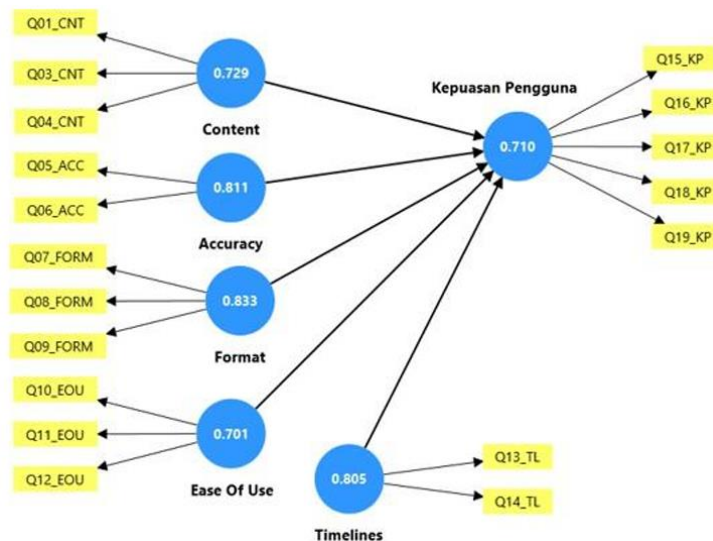 Q01_CNT
Q03_CNT
Q04_CNT
0.729
Content
Q05_ACC
Q06_ACC
0.811
Accuracy
Q07_FORM
Q08_FORM
Q09_FORM
0.833
Format
Q10_EOU
Q11_EOU
Q12_EOU
0.701
Ease Of Use
0.805
Timelines
Q13_TL
Q14_TL
Kepuasan Pengguna
0.710
Q15_KP
Q16_KP
Q17_KP
Q18_KP
Q19_KP